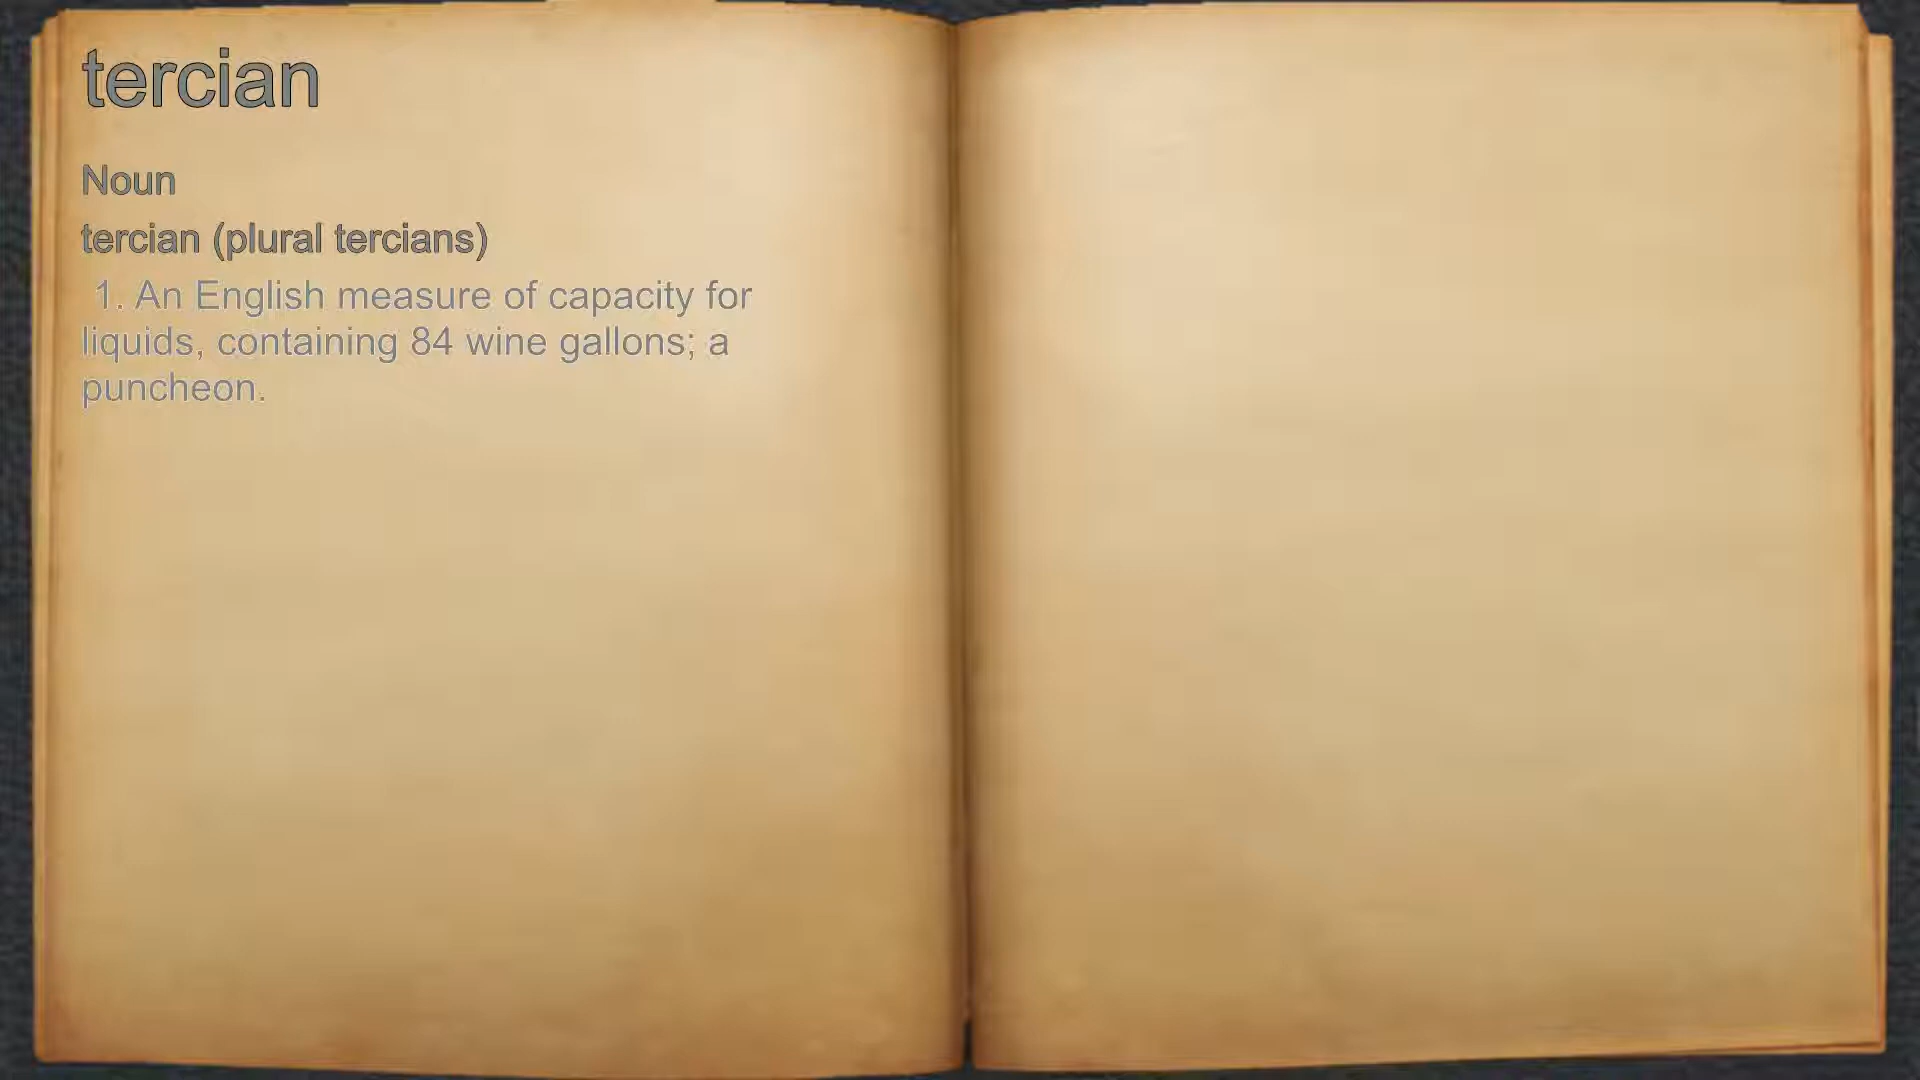 tercian
Noun
tercian (plural tercians)
1. An English measure of capacity for
liquids, containing 84 wine gallons; a
puncheon.